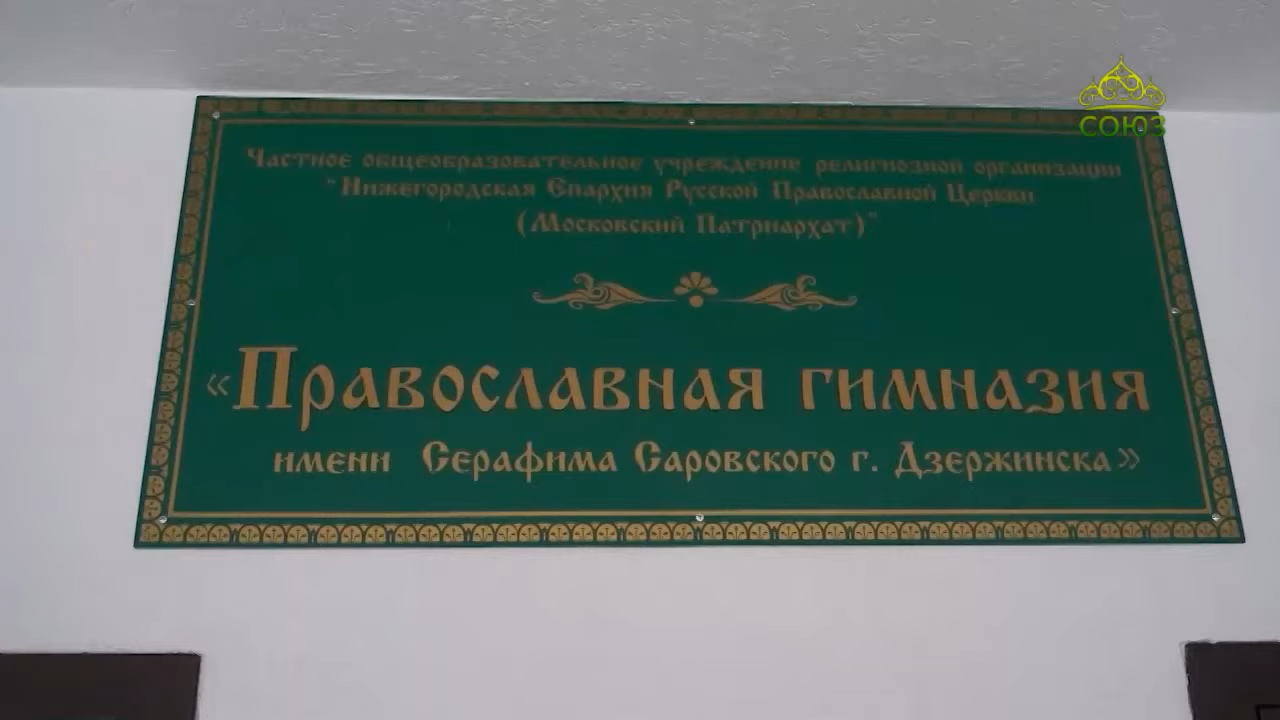 СОЮЗ
Частное общеобразовательное учреждение религиозной организации
"Нижегородская Епархия Русской Православной Церкви
(Московский Патриархат)"
«Православная гимназия
имени Серафима Саровского г. Дзержинска»